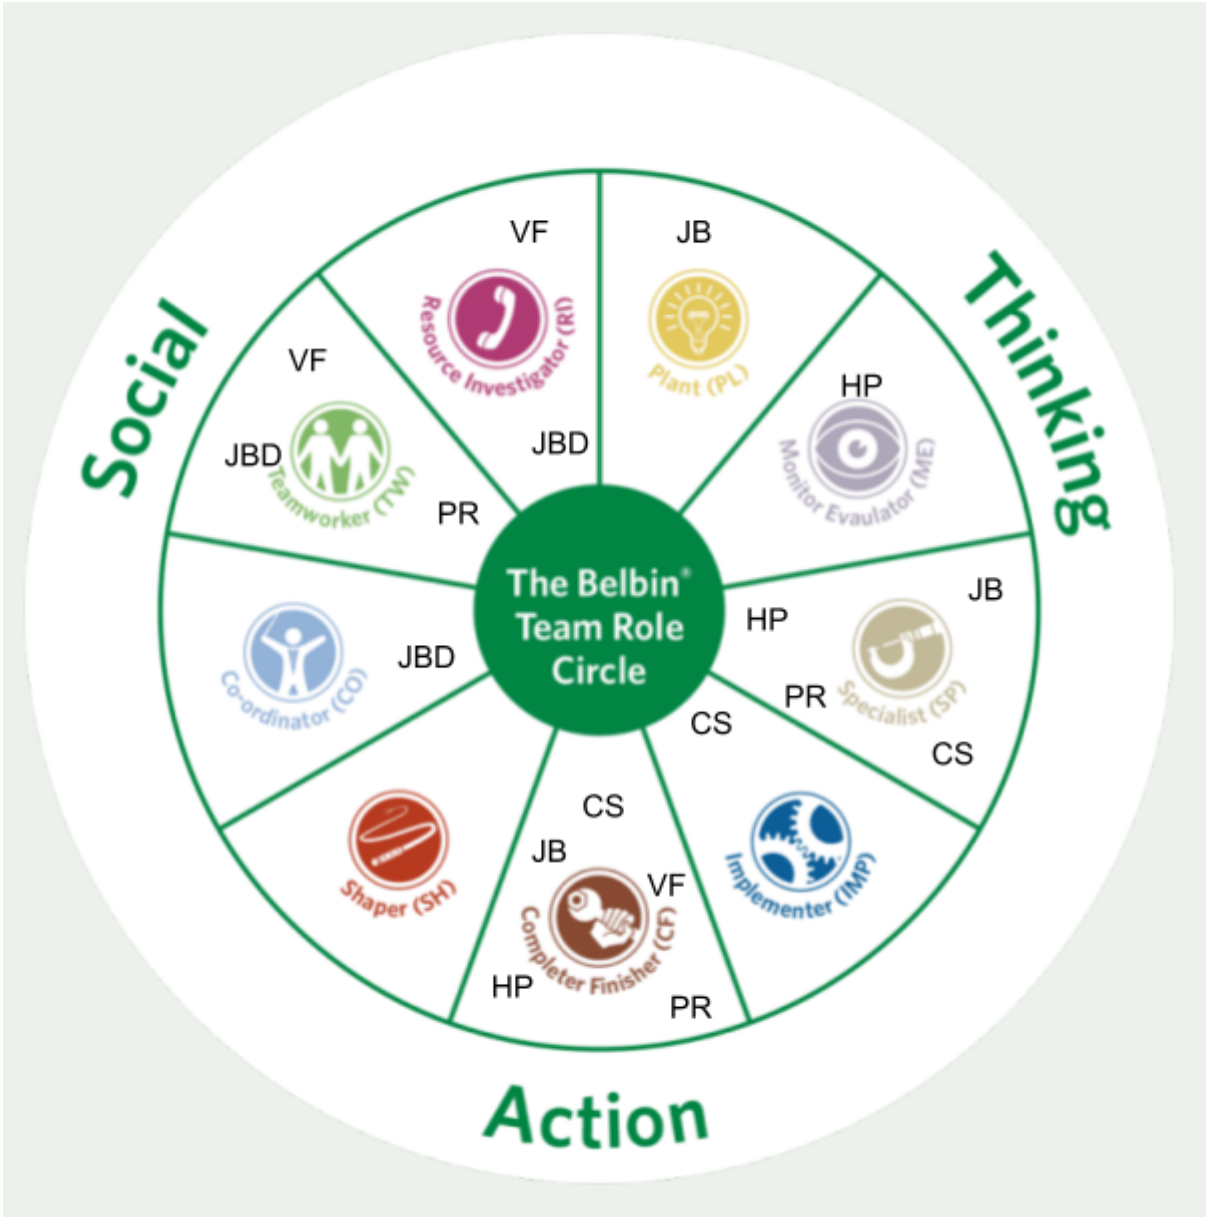 Social
Thinking
Action
VF
Resource Investigator (RI)
JBD
JB
Plant (PL)
HP
Monitor Evaulator (ME)
JB
HP
PR
Specialist (SP)
CS
CS
Implementer (IMP)
CS
JB
VF
Completer Finisher (CF)
HP
PR
Shaper (SH)
JBD
Co-ordinator (CO)
VF
JBD
Teamworker (TW)
PR
The Belbin®
Team Role
Circle